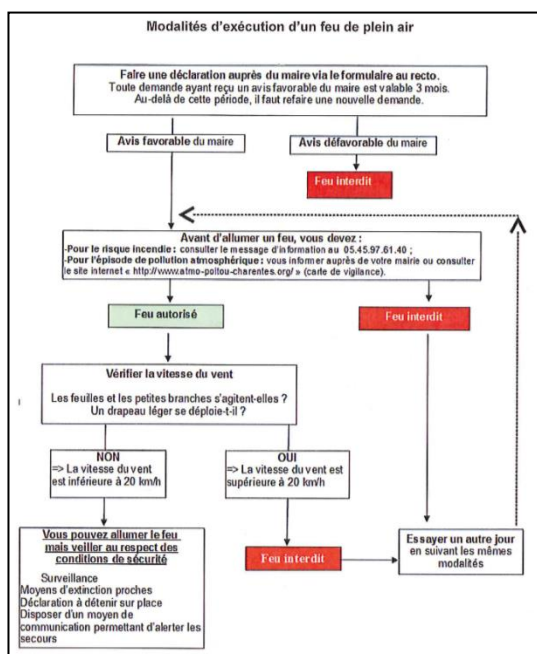 Modalités d'exécution d'un feu de plein air
Faire une déclaration auprès du maire via le formulaire au recto.
Toute demande ayant reçu un avis favorable du maire est valable 3 mois.
Au-delà de cette période, il faut refaire une nouvelle demande.
Avis favorable du maire
Avis défavorable du maire
Feu interdit
Avant d'allumer un feu, vous devez :
-Pour le risque incendie : consulter le message d'information au 05.45.97.61.40 ;
-Pour l'épisode de pollution atmosphérique : vous informer auprès de votre mairie ou consulter
le site internet « http://www.atmo-poitou-charentes.org/ » (carte de vigilance).
Feu autorisé
Feu interdit
Vérifier la vitesse du vent
Les feuilles et les petites branches s'agitent-elles ?
Un drapeau léger se déploie-t-il ?
NON
=> La vitesse du vent
est inférieure à 20 km/h
OUI
=> La vitesse du vent est
supérieure à 20 km/h
Vous pouvez allumer le feu
mais veiller au respect des
conditions de sécurité
Surveillance
Moyens d'extinction proches
Déclaration à détenir sur place
Disposer d'un moyen de
communication permettant d'alerter les
secours
Feu interdit
Essayer un autre jour
en suivant les mêmes
modalités